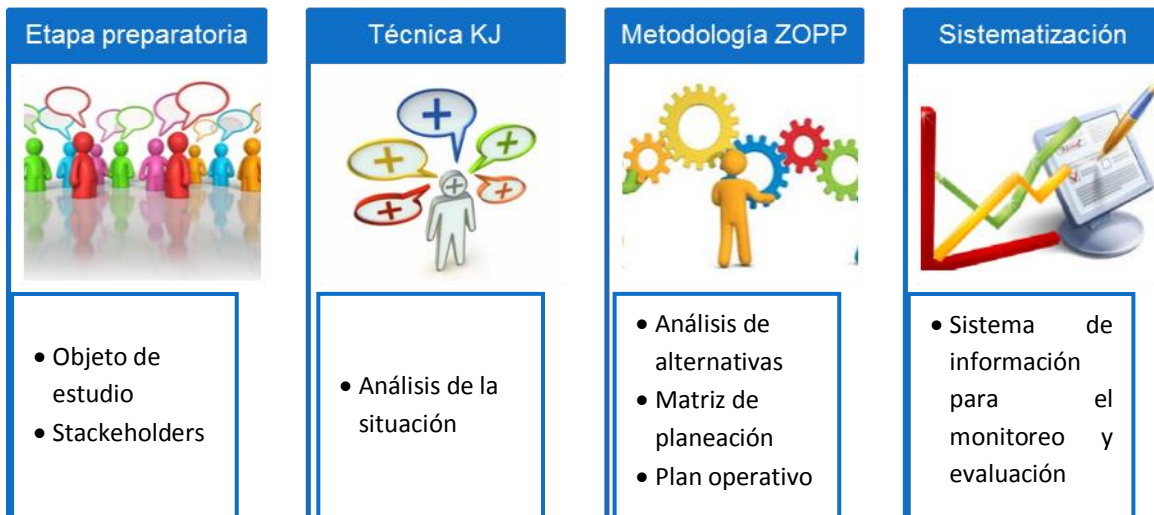 Etapa preparatoria
• Objeto de
estudio
• Stackeholders
Técnica KJ
• Análisis de la
situación
Metodología ZOPP
• Análisis de
alternativas
• Matriz de
planeación
• Plan operativo
Sistematización
• Sistema de
información
para el
monitoreo y
evaluación